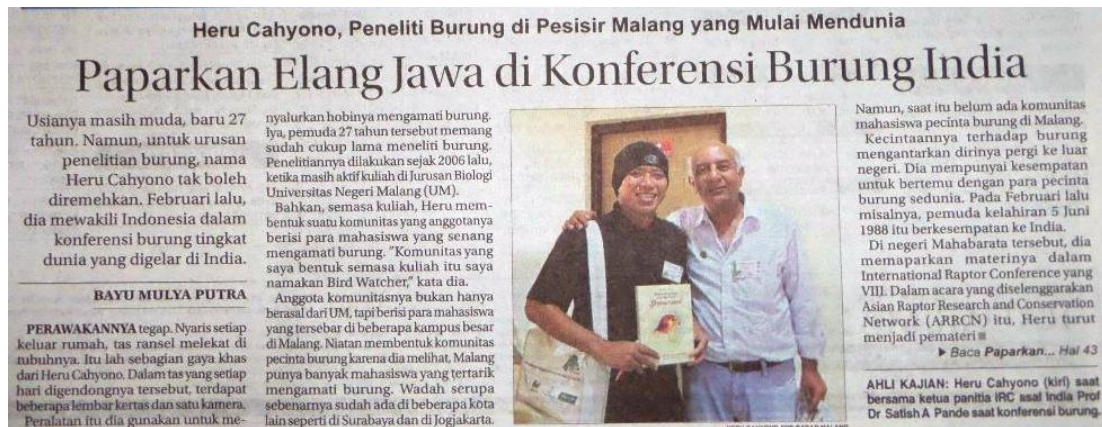 Heru Cahyono, Peneliti Burung di Pesisir Malang yang Mulai Mendunia
Paparkan Elang Jawa di Konferensi Burung India
Usianya masih muda, baru 27
tahun. Namun, untuk urusan
penelitian burung, nama
Heru Cahyono tak boleh
diremehkan. Februari lalu,
dia mewakili Indonesia dalam
konferensi burung tingkat
dunia yang digelar di India.
BAYU MULYA PUTRA
PERAWAKANNYA tegap. Nyaris setiap
keluar rumah, tas ransel melekat di
tubuhnya. Itu lah sebagian gaya khas
dari Heru Cahyono. Dalam tas yang setiap
hari digendongnya tersebut, terdapat
beberapa lembar kertas dan satu kamera.
Peralatan itu dia gunakan untuk me-
nyalurkan hobinya mengamati burung.
Iya, pemuda 27 tahun tersebut memang
sudah cukup lama meneliti burung.
Penelitiannya dilakukan sejak 2006 lalu,
ketika masih aktif kuliah di Jurusan Biologi
Universitas Negeri Malang (UM).
Bahkan, semasa kuliah, Heru mem-
bentuk suatu komunitas yang anggotanya
berisi para mahasiswa yang senang
mengamati burung. "Komunitas yang
saya bentuk semasa kuliah itu saya
namakan Bird Watcher," kata dia.
Anggota komunitasnya bukan hanya
berasal dari UM, tapi berisi para mahasiswa
yang tersebar di beberapa kampus besar
di Malang. Niatan membentuk komunitas
pecinta burung karena dia melihat, Malang
punya banyak mahasiswa yang tertarik
mengamati burung. Wadah serupa
sebenarnya sudah ada di beberapa kota
lain seperti di Surabaya dan di Jogjakarta.
Namun, saat itu belum ada komunitas
mahasiswa pecinta burung di Malang.
Kecintaannya terhadap burung
mengantarkan dirinya pergi ke luar
negeri. Dia mempunyai kesempatan
untuk bertemu dengan para pecinta
burung sedunia. Pada Februari lalu
misalnya, pemuda kelahiran 5 Juni
1988 itu berkesempatan ke India.
Di negeri Mahabarata tersebut, dia
memaparkan materinya dalam
International Raptor Conference yang
VIII. Dalam acara yang diselenggarakan
Asian Raptor Research and Conservation
Network (ARRCN) itu, Heru turut
menjadi pemateri ■
▶ Baca Paparkan... Hal 43
AHLI KAJIAN: Heru Cahyono (kiri) saat
bersama ketua panitia IRC asal India Prof
Dr Satish A Pande saat konferensi burung.